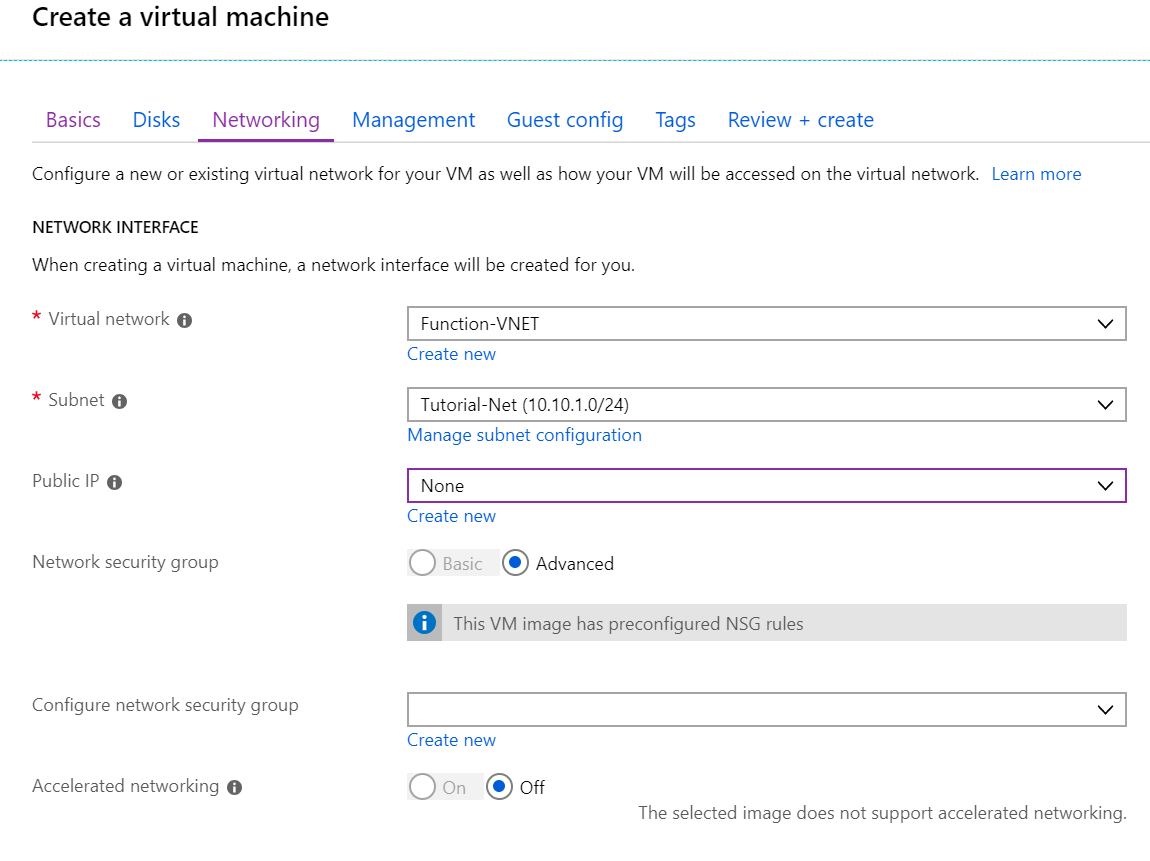 Create a virtual machine
Basics Disks Networking Management Guest config Tags Review + create
Configure a new or existing virtual network for your VM as well as how your VM will be accessed on the virtual network. Learn more
NETWORK INTERFACE
When creating a virtual machine, a network interface will be created for you.
* Virtual network
Function-VNET
Create new
* Subnet
Tutorial-Net (10.10.1.0/24)
Manage subnet configuration
Public IP
None
Create new
Network security group
Basic Advanced
This VM image has preconfigured NSG rules
Configure network security group
Create new
Accelerated networking
On Off
The selected image does not support accelerated networking.